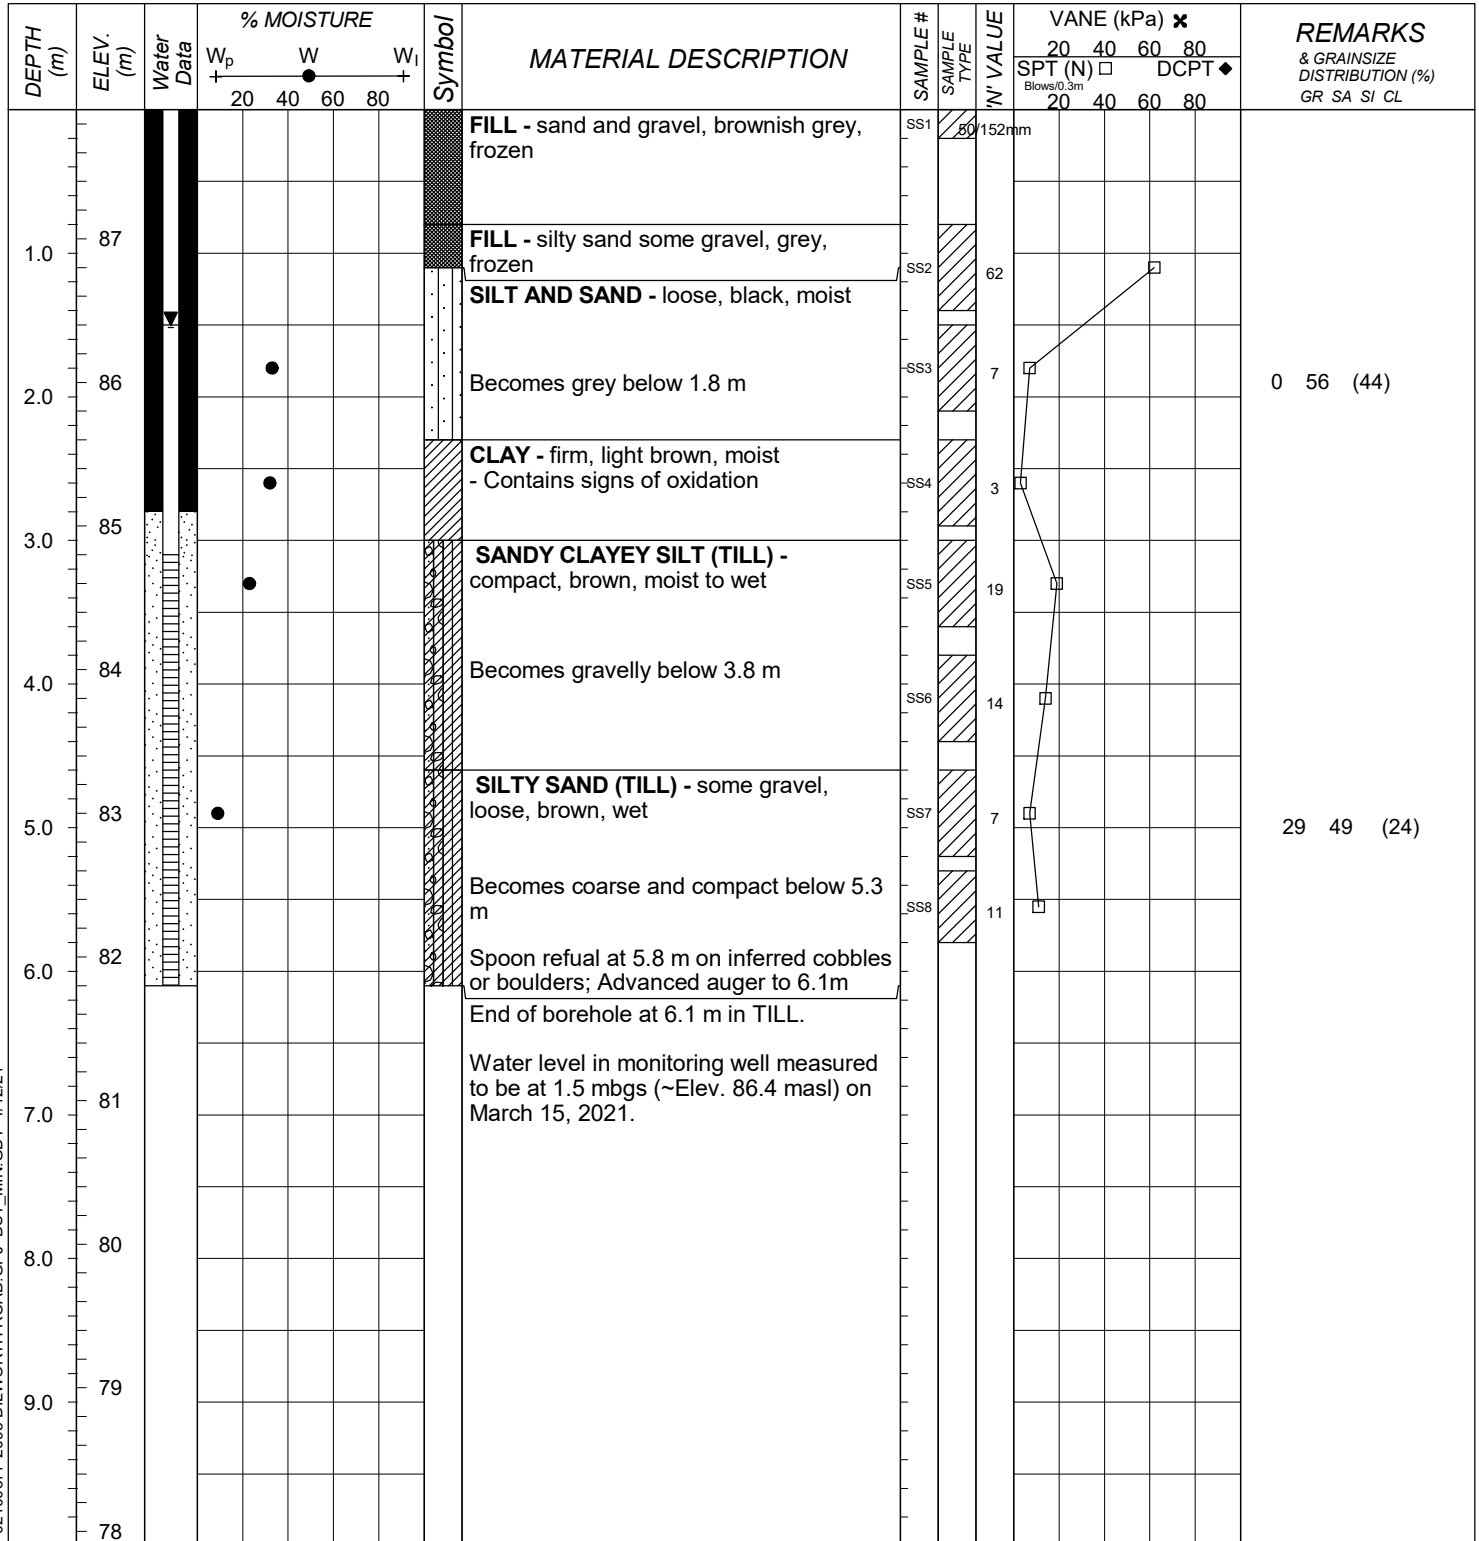 DEPTH (m)
ELEV. (m)
Water Data
% MOISTURE
Wp W Wl
20 40 60 80
Symbol
MATERIAL DESCRIPTION
SAMPLE #
SAMPLE TYPE
'N' VALUE
VANE (kPa) ✖
20 40 60 80
SPT (N) □ DCPT ◆
Blows/0.3m
20 40 60 80
REMARKS
& GRAINSIZE
DISTRIBUTION (%)
GR SA SI CL
FILL - sand and gravel, brownish grey,
frozen
SS1 50/152mm
87
1.0
FILL - silty sand some gravel, grey,
frozen
SS2 62
SILT AND SAND - loose, black, moist
SS3 7
86
Becomes grey below 1.8 m
0 56 (44)
2.0
CLAY - firm, light brown, moist
- Contains signs of oxidation
SS4 3
85
3.0
SANDY CLAYEY SILT (TILL) -
compact, brown, moist to wet
SS5 19
84
Becomes gravelly below 3.8 m
4.0
SS6 14
SILTY SAND (TILL) - some gravel,
loose, brown, wet
83
SS7 7
5.0
29 49 (24)
Becomes coarse and compact below 5.3
m
SS8 11
82
Spoon refual at 5.8 m on inferred cobbles
6.0
or boulders; Advanced auger to 6.1m
End of borehole at 6.1 m in TILL.
Water level in monitoring well measured
to be at 1.5 mbgs (~Elev. 86.4 masl) on
March 15, 2021.
81
7.0
80
8.0
79
9.0
78